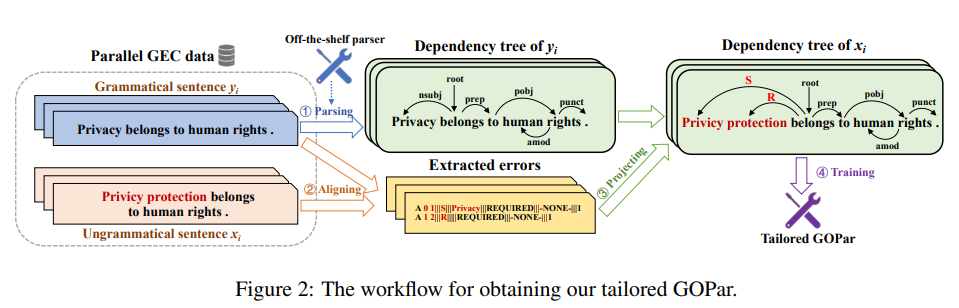 Parallel GEC data
Off-the-shelf parser
Grammatical sentence yi
Privacy belongs to human rights .
Privicy protection belongs
to human rights .
Ungrammatical sentence xi
① Parsing
② Aligning
Dependency tree of yi
root
nsubj
prep
pobj
punct
Privacy belongs to human rights .
amod
Extracted errors
A 0 1|||S|||Privacy|||REQUIRED|||-NONE-|||1
A 1 2|||R||||||REQUIRED|||-NONE-|||1
③ Projecting
Dependency tree of xi
S
root
R
prep
pobj
punct
Privicy protection belongs to human rights .
amod
④ Training
Tailored GOPar
Figure 2: The workflow for obtaining our tailored GOPar.